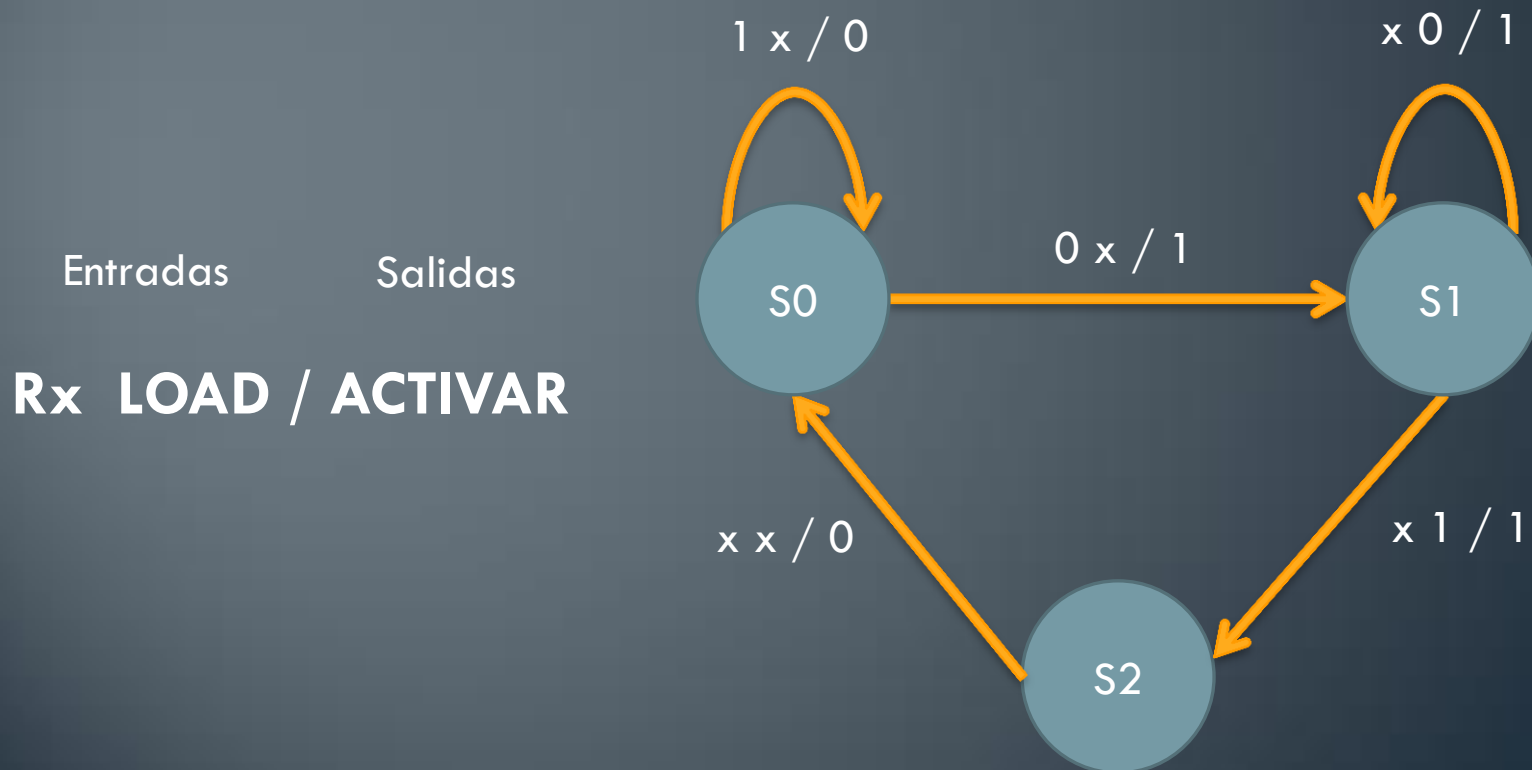 1 x / 0
x 0 / 1
Entradas Salidas
0 x / 1
S0
S1
Rx LOAD / ACTIVAR
x x / 0
x 1 / 1
S2